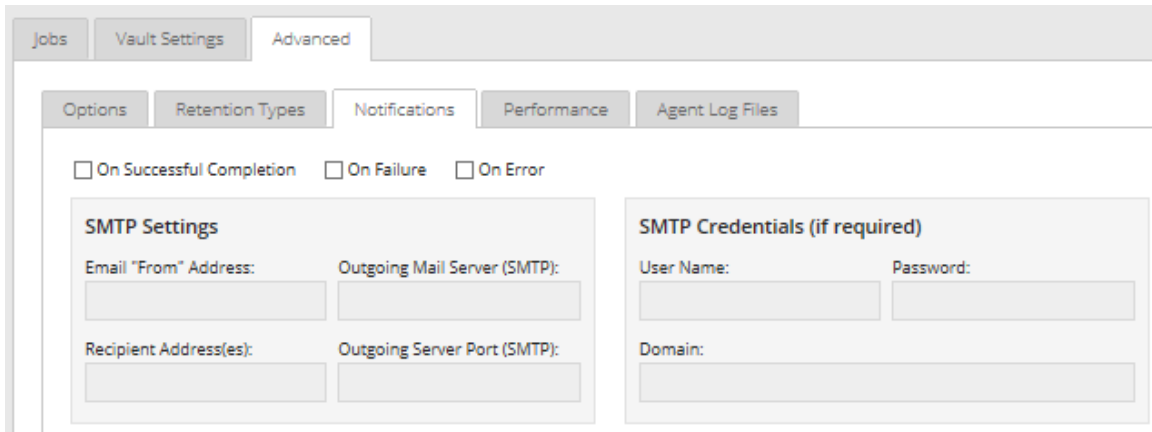 Jobs Vault Settings Advanced
Options Retention Types Notifications Performance Agent Log Files
On Successful Completion On Failure On Error
SMTP Settings
Email "From" Address: Outgoing Mail Server (SMTP):
Recipient Address(es): Outgoing Server Port (SMTP):
SMTP Credentials (if required)
User Name: Password:
Domain: